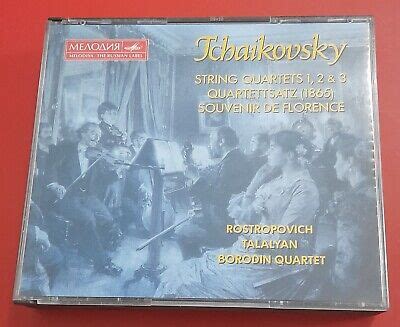 МЕЛОДИЯ
MELODIYA THE RUSSIAN LABEL
Tchaikovsky
STRING QUARTETS 1, 2 & 3
QUARTETTSATZ (1865)
SOUVENIR DE FLORENCE
ROSTROPOVICH
TALALYAN
BORODIN QUARTET